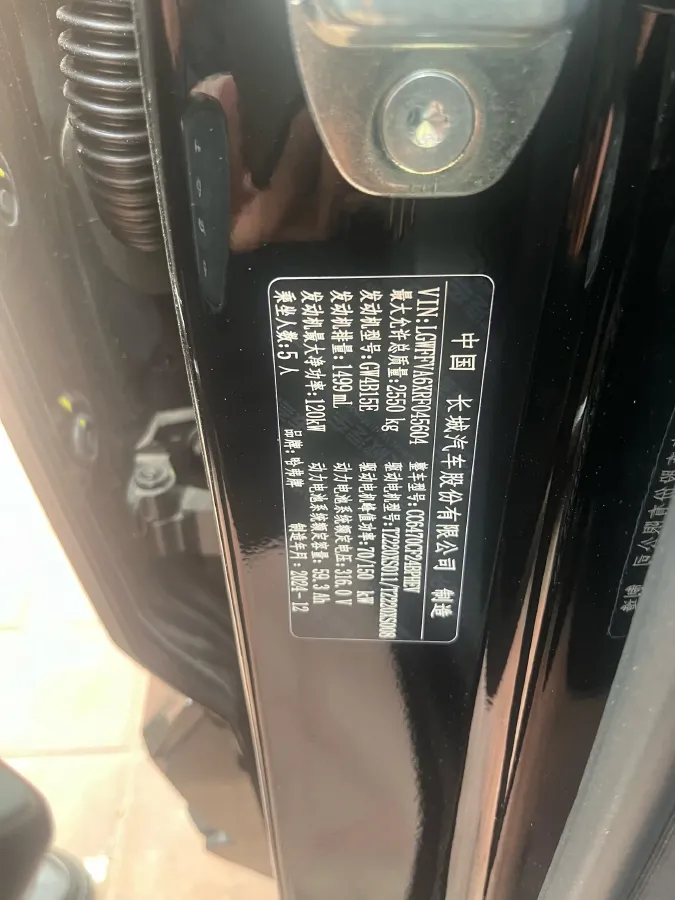 中国 长城汽车股份有限公司 制造
VIN:LGWFFVA6XRF045604 整车型号:CC6470CF24BPHEV
最大允许总质量:2550 kg 驱动电机型号:TZ220XS011/TZ220XS008
发动机型号:GW4B15E 驱动电机峰值功率:70/150 kW
发动机排量:1499mL 动力电池系统额定电压:316.0 V
发动机最大净功率:120kW 动力电池系统额定容量:59.3 Ah
乘坐人数:5 人 品牌:哈弗牌 制造年月:2024-12